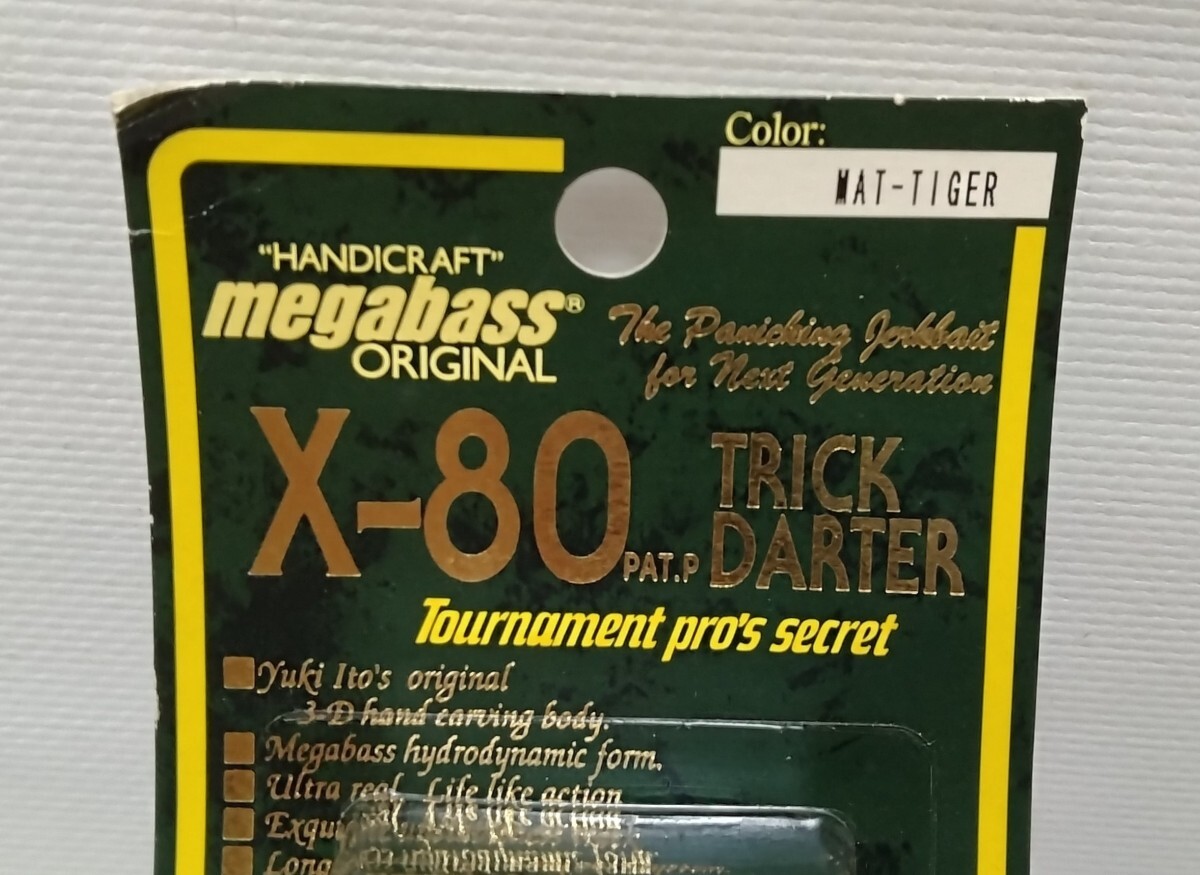 Color:
MAT-TIGER
"HANDICRAFT"
megabass®
ORIGINAL
The Panicking Jerkbait
for Next Generation
X-80
PAT.P
TRICK
DARTER
Tournament pro's secret
Yuki Ito's original
3-D hand carving body.
Megabass hydrodynamic form.
Ultra real Life like action
Long